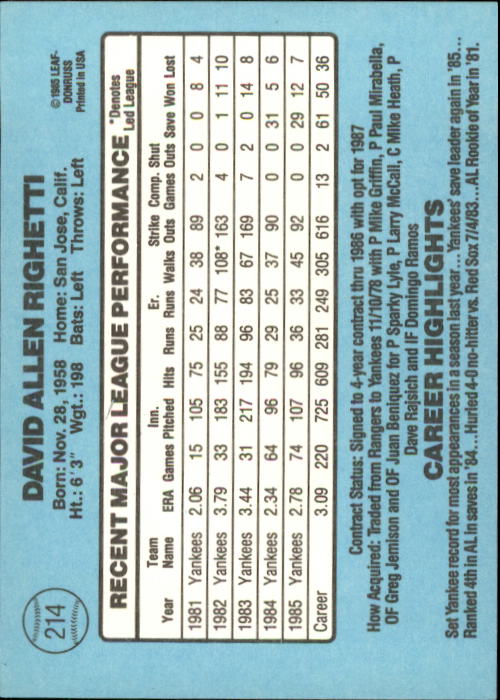 214
DAVID ALLEN RIGHETTI
Born: Nov. 28, 1958 Home: San Jose, Calif.
Ht.: 6' 3" Wgt.: 198 Bats: Left Throws: Left
© 1985 LEAF-
DONRUSS
Printed in USA
RECENT MAJOR LEAGUE PERFORMANCE *Denotes
Led League
Team Inn. Er. Strike Comp. Shut
Year Name ERA Games Pitched Hits Runs Runs Walks Outs Games Outs Save Won Lost
1981 Yankees 2.06 15 105 75 25 24 38 89 2 0 0 8 4
1982 Yankees 3.79 33 183 155 88 77 108* 163 4 0 1 11 10
1983 Yankees 3.44 31 217 194 96 83 67 169 7 2 0 14 8
1984 Yankees 2.34 64 96 79 29 25 37 90 0 0 31 5 6
1985 Yankees 2.78 74 107 96 36 33 45 92 0 0 29 12 7
Career 3.09 220 725 609 281 249 305 616 13 2 61 50 36
Contract Status: Signed to 4-year contract thru 1986 with opt for 1987
How Acquired: Traded from Rangers to Yankees 11/10/78 with P Mike Griffin, P Paul Mirabella,
OF Greg Jemison and OF Juan Beniquez for P Sparky Lyle, P Larry McCall, C Mike Heath, P
Dave Rajsich and IF Domingo Ramos
CAREER HIGHLIGHTS
Set Yankee record for most appearances in a season last year.... Yankees' save leader again in '85....
Ranked 4th in AL in saves in '84.... Hurled 4-0 no-hitter vs. Red Sox 7/4/83....AL Rookie of Year in '81.